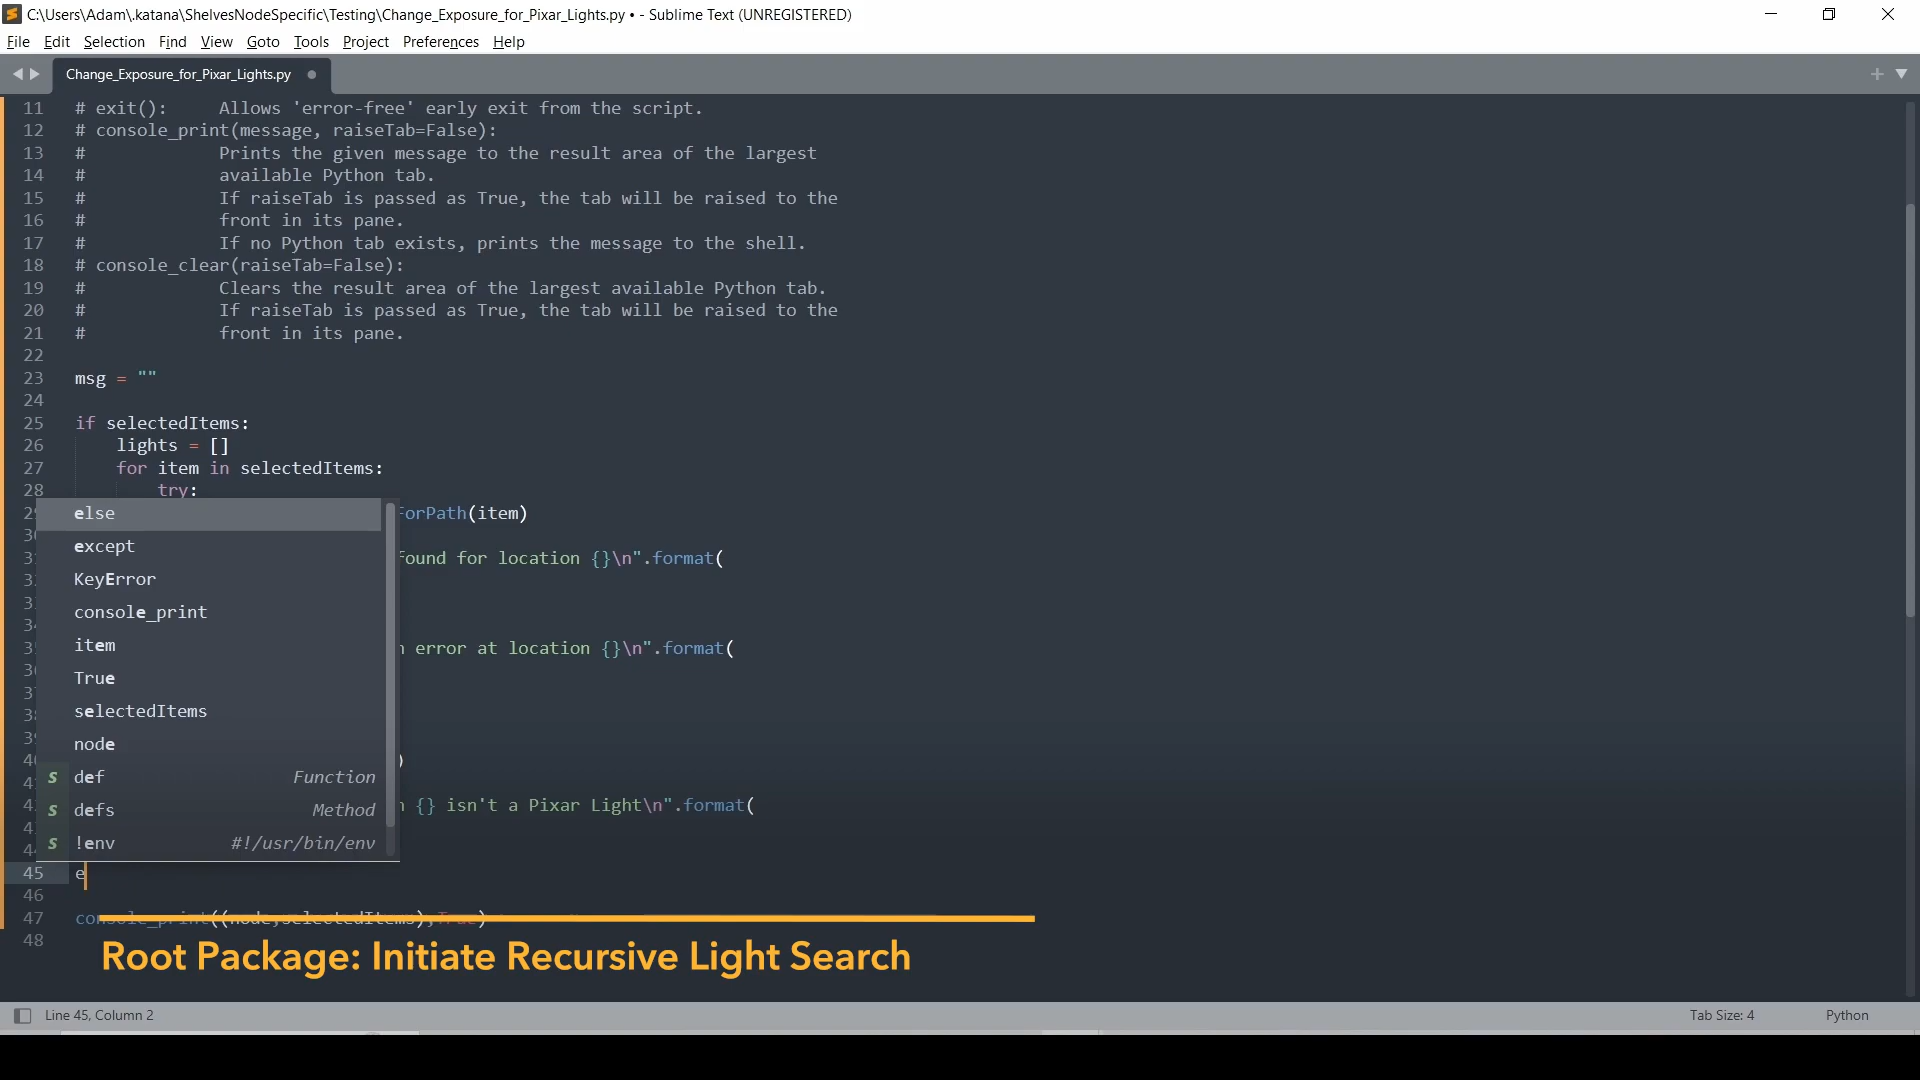 C:\Users\Adam\.katana\ShelvesNodeSpecific\Testing\Change_Exposure_for_Pixar_Lights.py • - Sublime Text (UNREGISTERED)
File Edit Selection Find View Goto Tools Project Preferences Help
Change_Exposure_for_Pixar_Lights.py
11 # exit():     Allows 'error-free' early exit from the script.
12 # console_print(message, raiseTab=False):
13 #             Prints the given message to the result area of the largest
14 #             available Python tab.
15 #             If raiseTab is passed as True, the tab will be raised to the
16 #             front in its pane.
17 #             If no Python tab exists, prints the message to the shell.
18 # console_clear(raiseTab=False):
19 #             Clears the result area of the largest available Python tab.
20 #             If raiseTab is passed as True, the tab will be raised to the
21 #             front in its pane.
22
23 msg = ""
24
25 if selectedItems:
26     lights = []
27     for item in selectedItems:
28         try:
ForPath(item)
found for location {}\n".format(
error at location {}\n".format(
)
{} isn't a Pixar Light\n".format(
else
except
KeyError
console_print
item
True
selectedItems
node
s def Function
s defs Method
s !env #!/usr/bin/env
45 e
46
47 console_print((node,selectedItems),True)
48
Root Package: Initiate Recursive Light Search
Line 45, Column 2 Tab Size: 4 Python